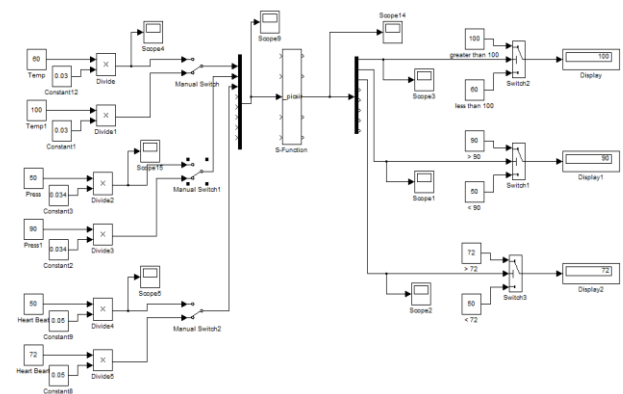 60
Temp
0.03
Constant12
×
Divide
Scope4
Manual Switch
100
Temp1
0.03
Constant1
×
Divide1
50
Press
0.034
Constant3
×
Divide2
Scope15
Manual Switch1
90
Press1
0.034
Constant2
×
Divide3
50
Heart Beat
0.05
Constant9
×
Divide4
Scope5
Manual Switch2
72
Heart Beart
0.05
Constant8
×
Divide5
Scope9
S-Function
Scope14
Scope3
100
greater than 100
60
less than 100
Switch2
100
Display
Scope1
90
> 90
50
< 90
Switch1
90
Display1
Scope2
72
> 72
50
< 72
Switch3
72
Display2